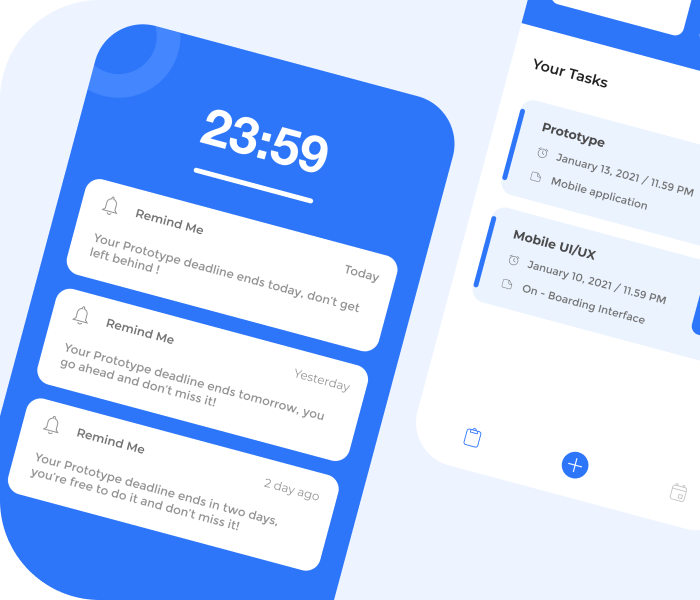 23:59
Remind Me
Today
Your Prototype deadline ends today, don't get
left behind !
Remind Me
Yesterday
Your Prototype deadline ends tomorrow, you
go ahead and don't miss it!
Remind Me
2 day ago
Your Prototype deadline ends in two days,
you're free to do it and don't miss it!
Your Tasks
Prototype
January 13, 2021 / 11.59 PM
Mobile application
Mobile UI/UX
January 10, 2021 / 11.59 PM
On - Boarding Interface